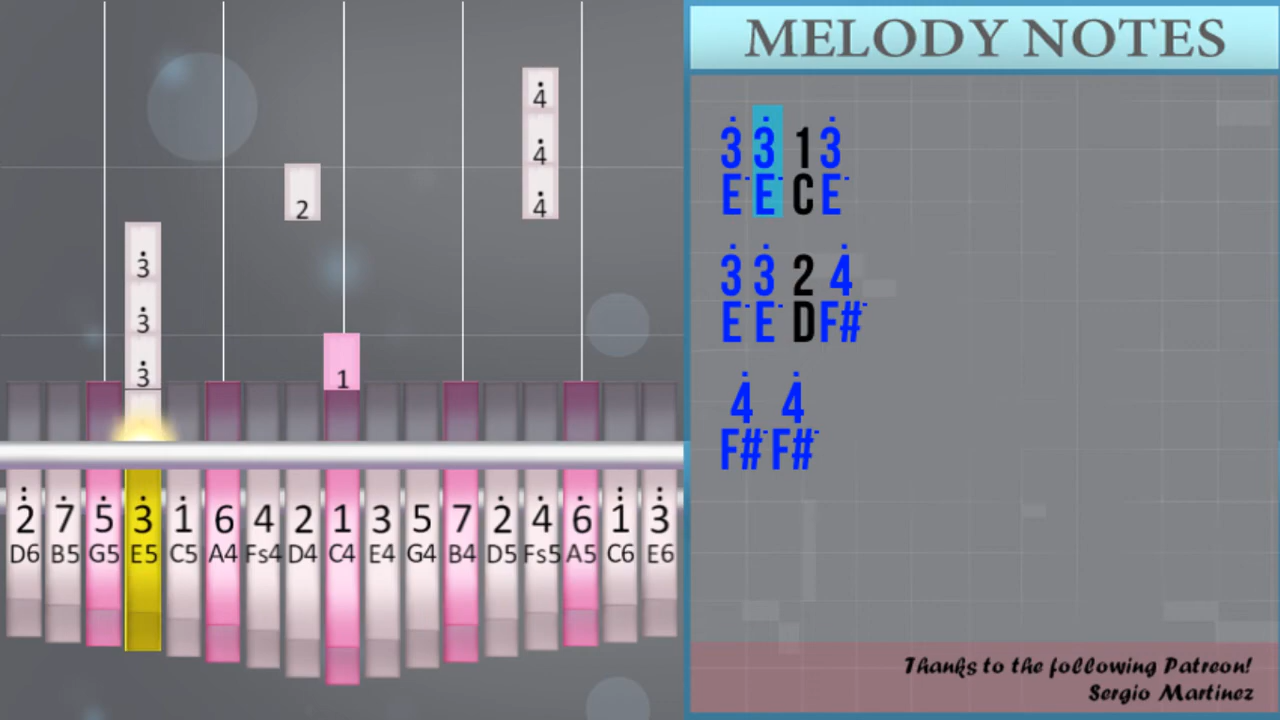 MELODY NOTES
4̇
4̇
2
4̇
3̇
3̇
3̇
1
3̇ 3̇ 1 3̇
E˙ E˙ C E˙
3̇ 3̇ 2 4̇
E˙ E˙ D F#˙
4̇ 4̇
F#˙ F#˙
2̈ 7̇ 5̇ 3̇ 1̇ 6 4 2 1 3 5 7 2̇ 4̇ 6̇ 1̈ 3̈
D6 B5 G5 E5 C5 A4 Fs4 D4 C4 E4 G4 B4 D5 Fs5 A5 C6 E6
Thanks to the following Patreon!
Sergio Martinez